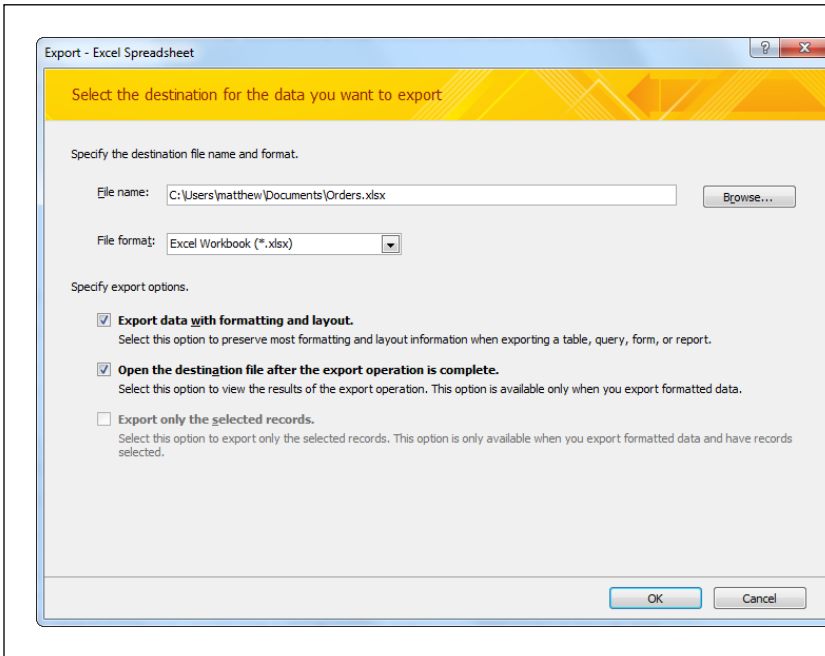 Export - Excel Spreadsheet
Select the destination for the data you want to export
Specify the destination file name and format.
File name: C:\Users\matthew\Documents\Orders.xlsx Browse...
File format: Excel Workbook (*.xlsx)
Specify export options.
Export data with formatting and layout.
Select this option to preserve most formatting and layout information when exporting a table, query, form, or report.
Open the destination file after the export operation is complete.
Select this option to view the results of the export operation. This option is available only when you export formatted data.
Export only the selected records.
Select this option to export only the selected records. This option is only available when you export formatted data and have records
selected.
OK Cancel